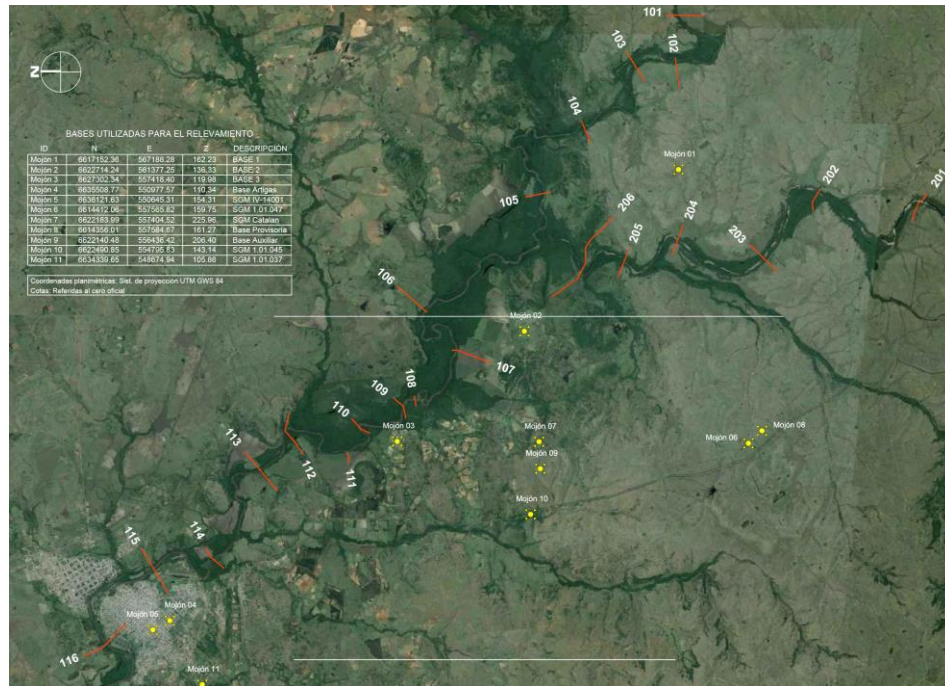 101
102
103
104
Z
BASES UTILIZADAS PARA EL RELEVAMIENTO
ID N E Z DESCRIPCIÓN
Mojón 1 6617152.36 567188.28 162.23 BASE 1
Mojón 2 6622714.24 561377.25 136.33 BASE 2
Mojón 3 6627302.34 557418.40 119.98 BASE 3
Mojón 4 6635508.77 550977.57 110.34 Base Artigas
Mojón 5 6636121.63 550645.31 154.31 SGM IV-14001
Mojón 6 6614412.06 557565.82 159.75 SGM 1.01.047
Mojón 7 6622183.99 557404.52 225.96 SGM Catalan
Mojón 8 6614356.01 557584.67 161.27 Base Provisoria
Mojón 9 6622140.48 556436.42 206.40 Base Auxiliar
Mojón 10 6622490.85 554795.83 143.14 SGM 1.01.045
Mojón 11 6634339.65 548674.94 105.88 SGM 1.01.037
Coordenadas planimétricas: Sist. de proyección UTM GWS 84
Cotas: Referidas al cero oficial
Mojón 01
105
206
205
204
203
202
201
106
Mojón 02
107
108
109
110
Mojón 03
111
112
113
Mojón 07
Mojón 09
Mojón 06
Mojón 08
Mojón 10
114
115
Mojón 04
Mojón 05
116
Mojón 11